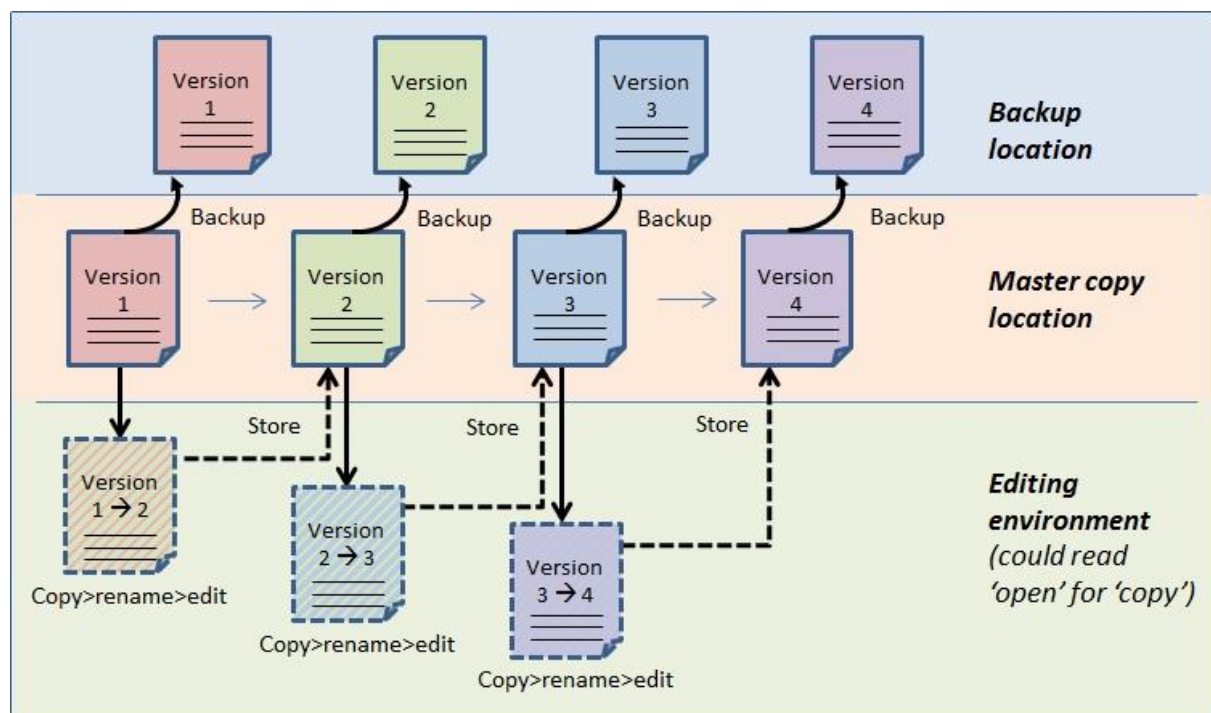 Version
1
Version
2
Version
3
Version
4
Backup
location
Backup
Backup
Backup
Backup
Version
1
Version
2
Version
3
Version
4
Master copy
location
Store
Store
Store
Version
1 → 2
Copy>rename>edit
Version
2 → 3
Copy>rename>edit
Version
3 → 4
Copy>rename>edit
Editing
environment
(could read
‘open’ for ‘copy’)